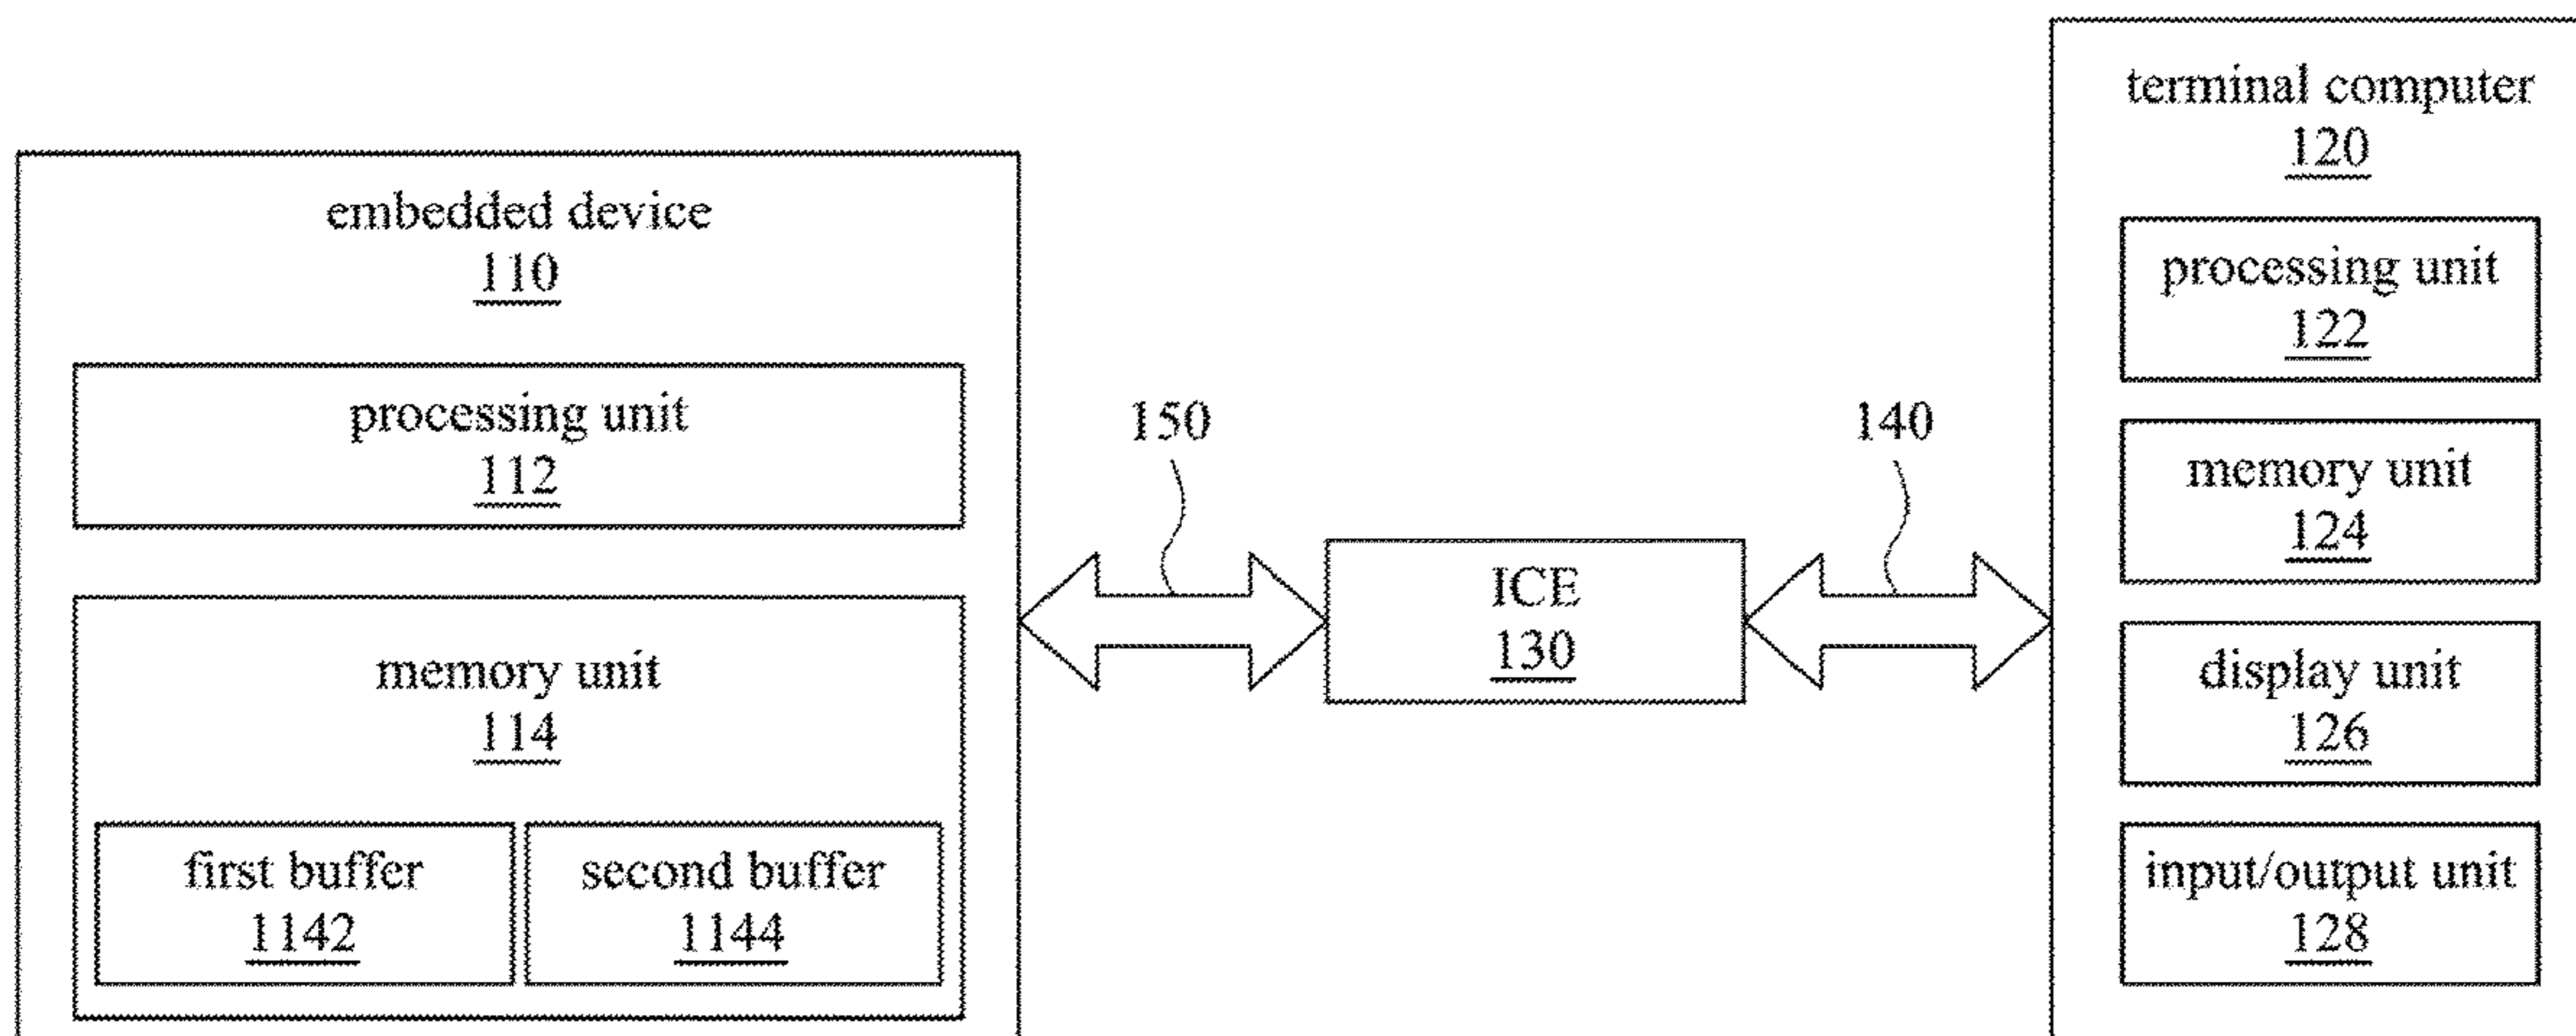 embedded device
110
processing unit
112
memory unit
114
first buffer
1142
second buffer
1144
150
ICE
130
140
terminal computer
120
processing unit
122
memory unit
124
display unit
126
input/output unit
128